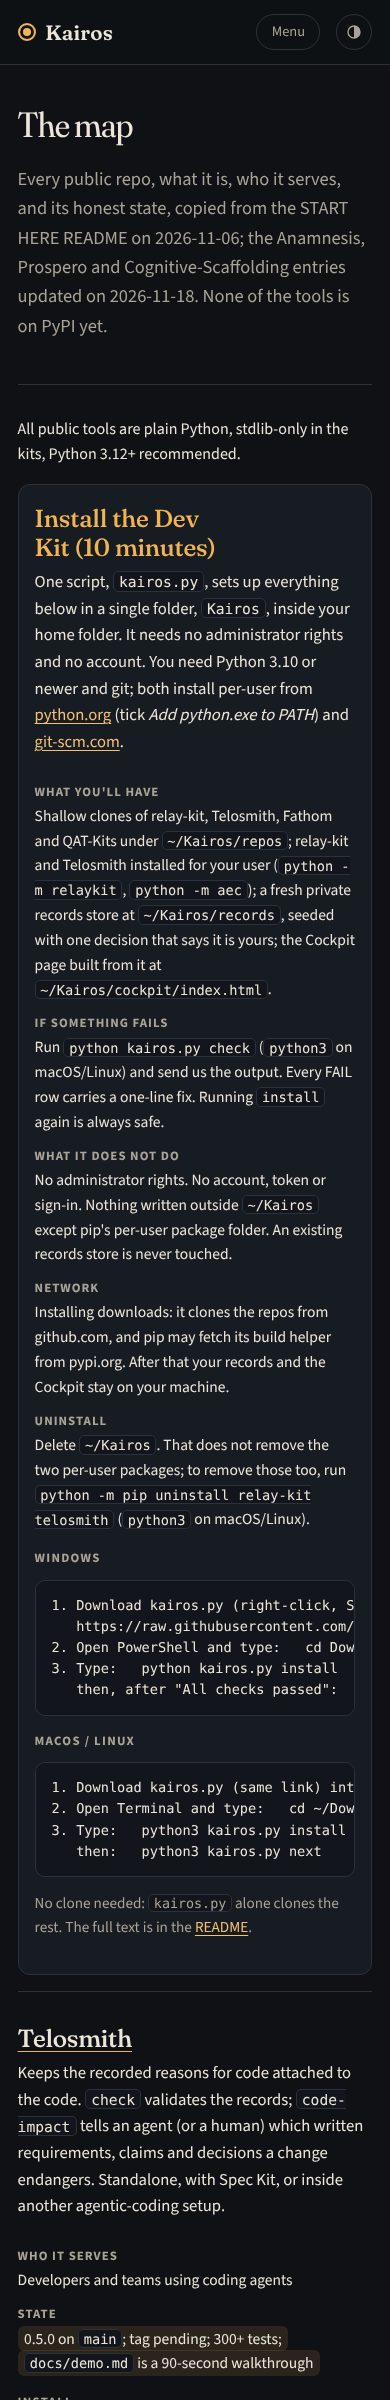 Kairos
Menu
The map
Every public repo, what it is, who it serves,
and its honest state, copied from the START
HERE README on 2026-11-06; the Anamnesis,
Prospero and Cognitive-Scaffolding entries
updated on 2026-11-18. None of the tools is
on PyPI yet.
All public tools are plain Python, stdlib-only in the
kits, Python 3.12+ recommended.
Install the Dev
Kit (10 minutes)
One script, kairos.py, sets up everything
below in a single folder, Kairos, inside your
home folder. It needs no administrator rights
and no account. You need Python 3.10 or
newer and git; both install per-user from
python.org (tick Add python.exe to PATH) and
git-scm.com.
WHAT YOU'LL HAVE
Shallow clones of relay-kit, Telosmith, Fathom
and QAT-Kits under ~/Kairos/repos; relay-kit
and Telosmith installed for your user (python -
m relaykit, python -m aec); a fresh private
records store at ~/Kairos/records, seeded
with one decision that says it is yours; the Cockpit
page built from it at
~/Kairos/cockpit/index.html.
IF SOMETHING FAILS
Run python kairos.py check (python3 on
macOS/Linux) and send us the output. Every FAIL
row carries a one-line fix. Running install
again is always safe.
WHAT IT DOES NOT DO
No administrator rights. No account, token or
sign-in. Nothing written outside ~/Kairos
except pip's per-user package folder. An existing
records store is never touched.
NETWORK
Installing downloads: it clones the repos from
github.com, and pip may fetch its build helper
from pypi.org. After that your records and the
Cockpit stay on your machine.
UNINSTALL
Delete ~/Kairos. That does not remove the
two per-user packages; to remove those too, run
python -m pip uninstall relay-kit
telosmith (python3 on macOS/Linux).
WINDOWS
1. Download kairos.py (right-click, S
https://raw.githubusercontent.com/
2. Open PowerShell and type:   cd Dow
3. Type:   python kairos.py install
then, after "All checks passed":
MACOS / LINUX
1. Download kairos.py (same link) int
2. Open Terminal and type:   cd ~/Dow
3. Type:   python3 kairos.py install
then:   python3 kairos.py next
No clone needed: kairos.py alone clones the
rest. The full text is in the README.
Telosmith
Keeps the recorded reasons for code attached to
the code. check validates the records; code-
impact tells an agent (or a human) which written
requirements, claims and decisions a change
endangers. Standalone, with Spec Kit, or inside
another agentic-coding setup.
WHO IT SERVES
Developers and teams using coding agents
STATE
0.5.0 on main; tag pending; 300+ tests;
docs/demo.md is a 90-second walkthrough